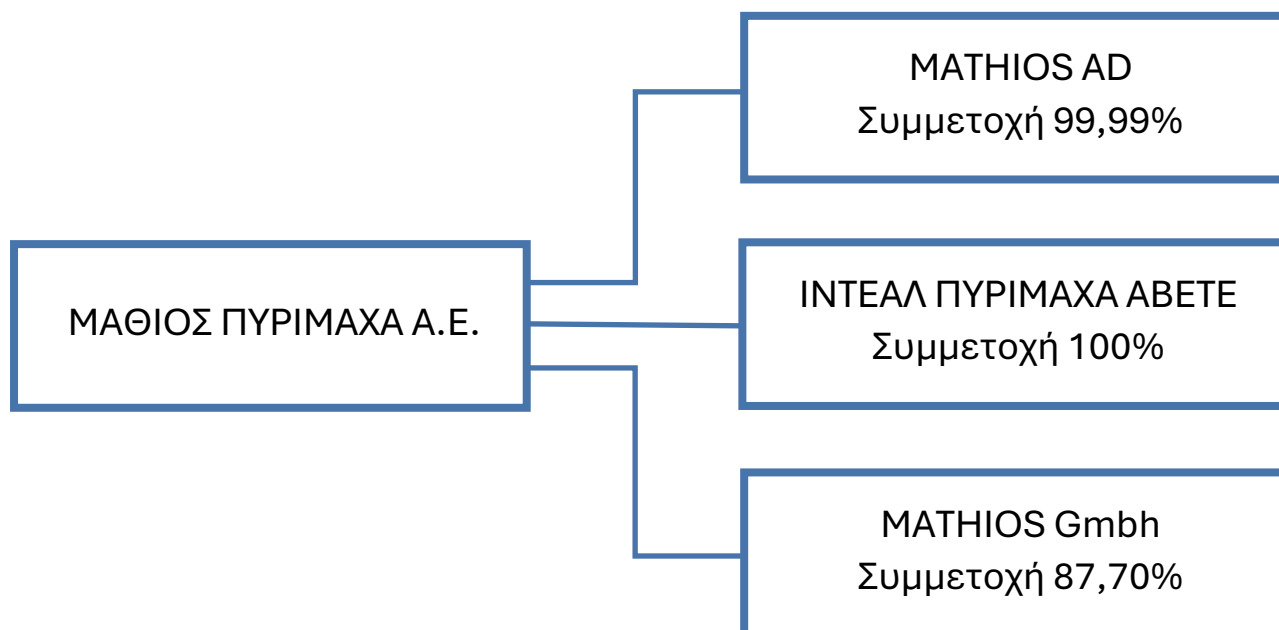 MATHIOS AD
Συμμετοχή 99,99%
ΜΑΘΙΟΣ ΠΥΡΙΜΑΧΑ Α.Ε.
ΙΝΤΕΑΛ ΠΥΡΙΜΑΧΑ ΑΒΕΤΕ
Συμμετοχή 100%
MATHIOS Gmbh
Συμμετοχή 87,70%